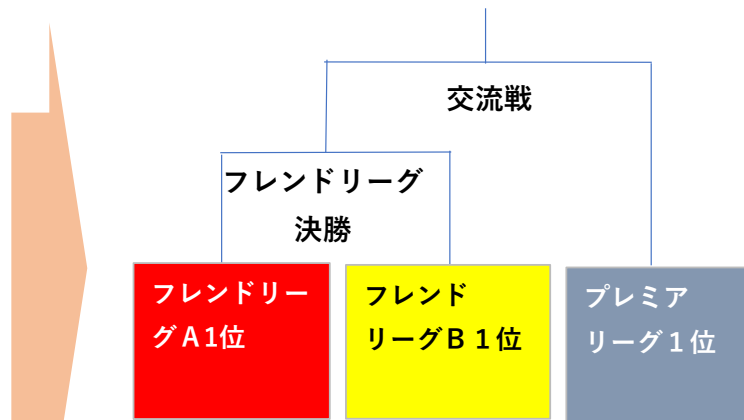 交流戦
フレンドリーグ
決勝
フレンドリー
グA1位
フレンド
リーグB１位
プレミア
リーグ１位